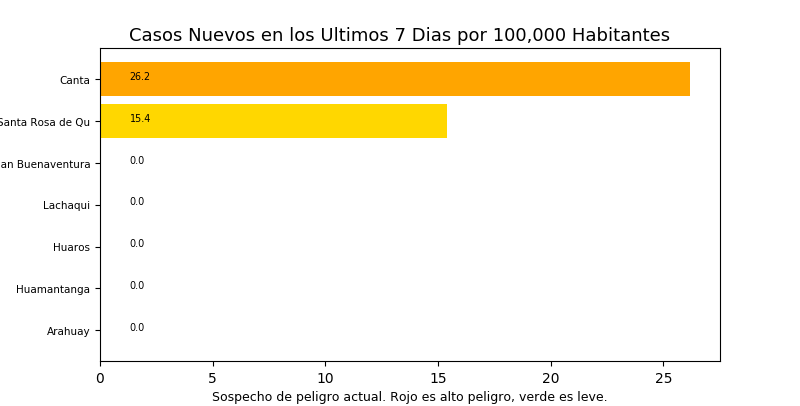 Casos Nuevos en los Ultimos 7 Dias por 100,000 Habitantes
Canta 26.2
Santa Rosa de Qu 15.4
an Buenaventura 0.0
Lachaqui 0.0
Huaros 0.0
Huamantanga 0.0
Arahuay 0.0
0 5 10 15 20 25
Sospecho de peligro actual. Rojo es alto peligro, verde es leve.